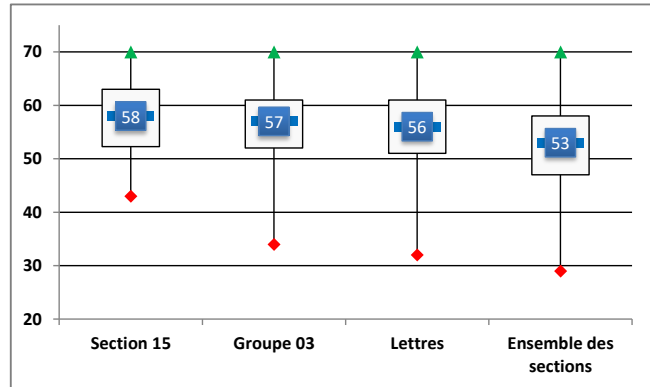 70
60
50
40
30
20
58
57
56
53
Section 15
Groupe 03
Lettres
Ensemble des
sections